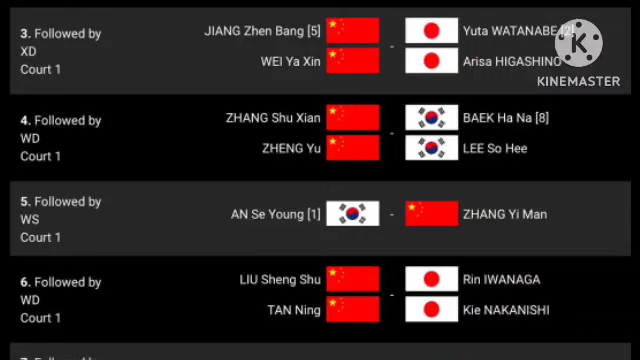 3. Followed by
XD
Court 1
JIANG Zhen Bang [5]
WEI Ya Xin
-
Yuta WATANABE [2]
Arisa HIGASHINO
KINEMASTER
4. Followed by
WD
Court 1
ZHANG Shu Xian
ZHENG Yu
-
BAEK Ha Na [8]
LEE So Hee
5. Followed by
WS
Court 1
AN Se Young [1]
-
ZHANG Yi Man
6. Followed by
WD
Court 1
LIU Sheng Shu
TAN Ning
-
Rin IWANAGA
Kie NAKANISHI